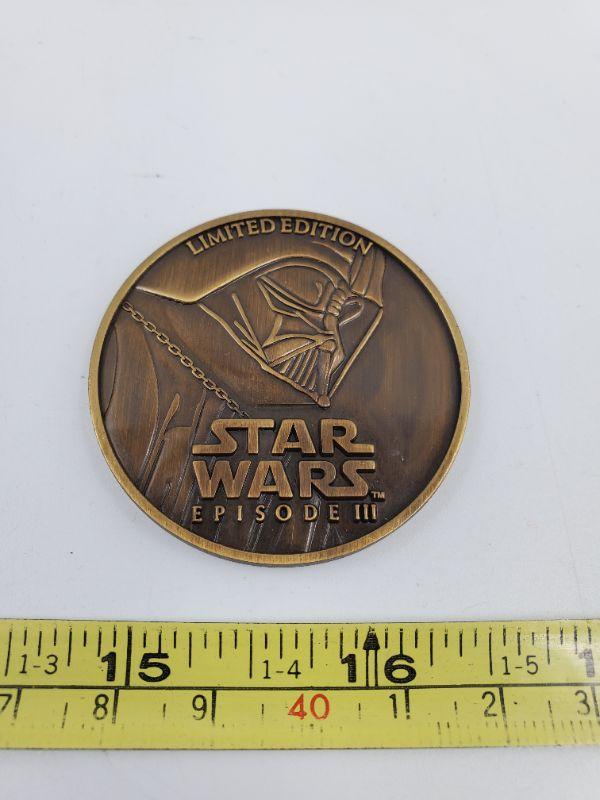 LIMITED EDITION
STAR
WARS™
EPISODE III
1-3 15 1-4 16 1-5 1
7 8 9 40 1 2 3